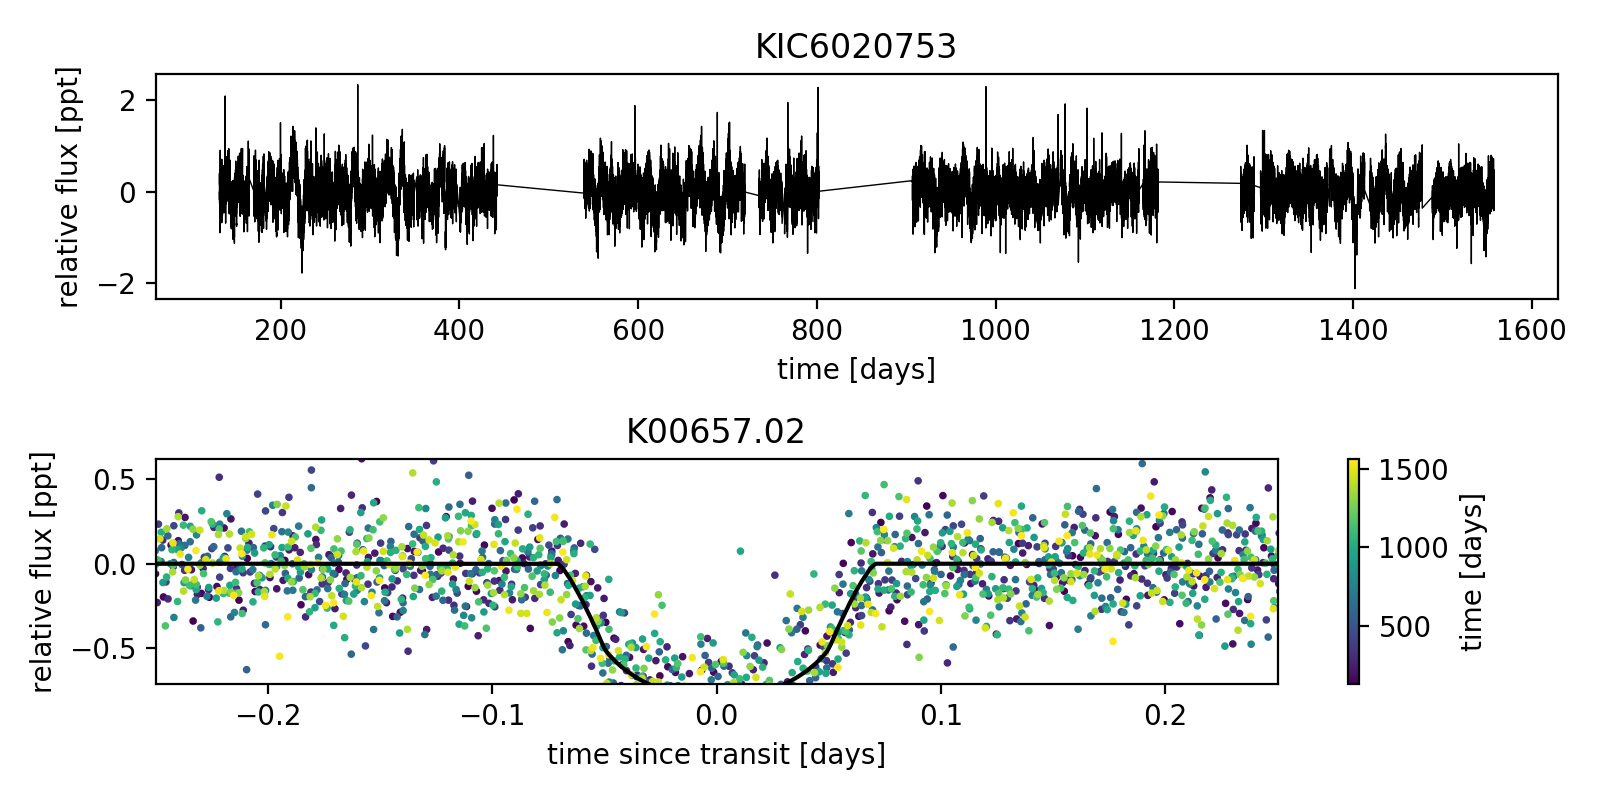 KIC6020753
relative flux [ppt]
2
0
−2
200 400 600 800 1000 1200 1400 1600
time [days]
K00657.02
relative flux [ppt]
0.5
0.0
−0.5
−0.2 −0.1 0.0 0.1 0.2
time since transit [days]
1500
1000
500
time [days]